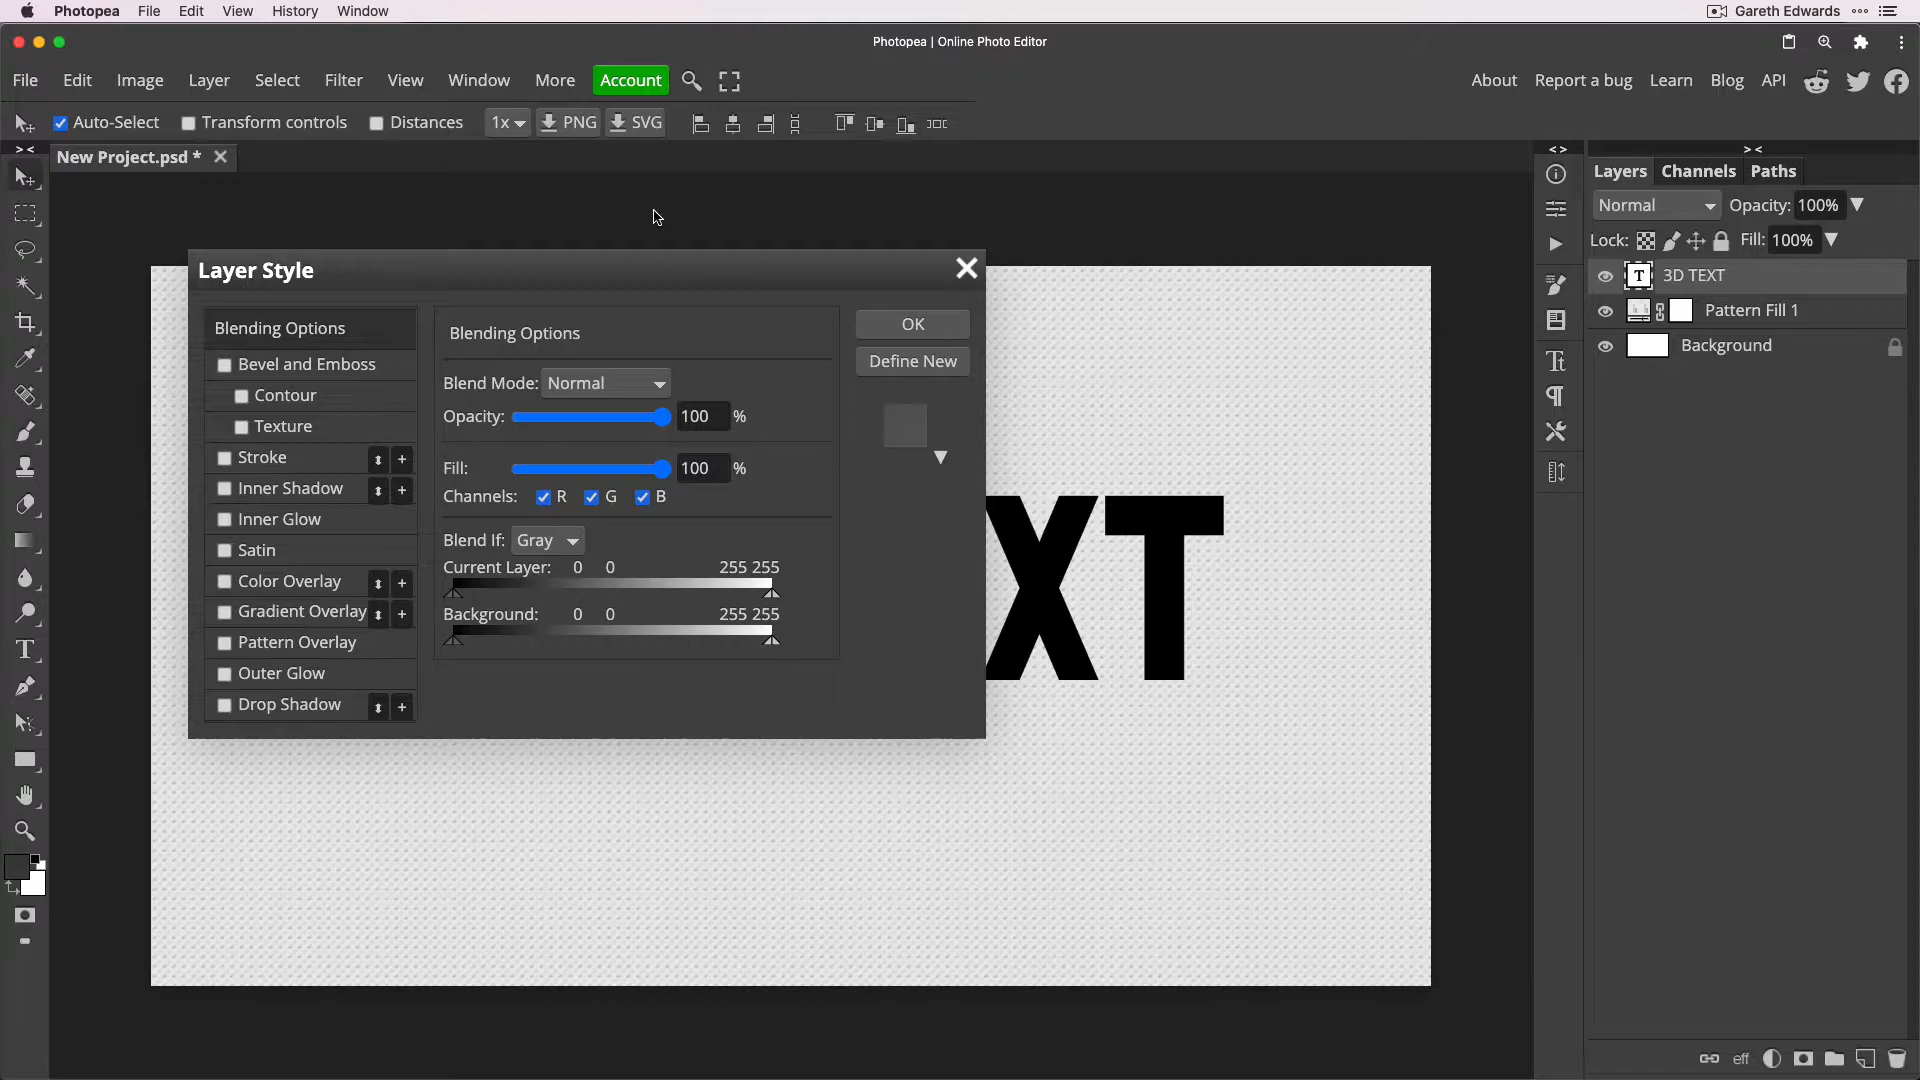 Photopea File Edit View History Window Gareth Edwards
Photopea | Online Photo Editor
File Edit Image Layer Select Filter View Window More Account About Report a bug Learn Blog API
Auto-Select Transform controls Distances 1x PNG SVG
New Project.psd *
Layers Channels Paths
Normal Opacity: 100%
Lock: Fill: 100%
T 3D TEXT
Pattern Fill 1
Background
Layer Style
Blending Options
Bevel and Emboss
Contour
Texture
Stroke +
Inner Shadow +
Inner Glow
Satin
Color Overlay +
Gradient Overlay +
Pattern Overlay
Outer Glow
Drop Shadow +
Blending Options
Blend Mode: Normal
Opacity: 100 %
Fill: 100 %
Channels: R G B
Blend If: Gray
Current Layer: 0 0 255 255
Background: 0 0 255 255
OK
Define New
XT
eff